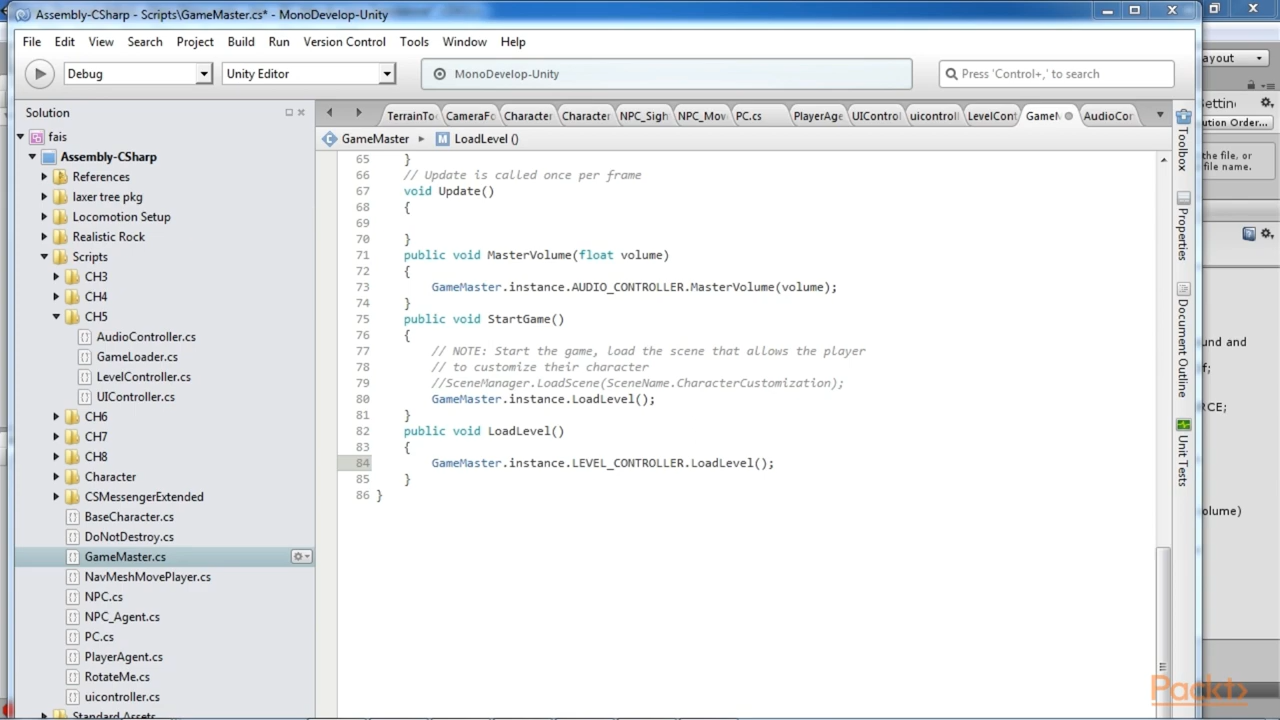 Assembly-CSharp - Scripts\GameMaster.cs* - MonoDevelop-Unity
File Edit View Search Project Build Run Version Control Tools Window Help
ayout
Debug Unity Editor MonoDevelop-Unity Press 'Control+,' to search
Solution
TerrainTo CameraFo Character Character NPC_Sigh NPC_Mov PC.cs PlayerAge UIContro uicontroll LevelCont GameM AudioCor
ution Order...
GameMaster LoadLevel ()
fais
Assembly-CSharp
References
laxer tree pkg
Locomotion Setup
Realistic Rock
Scripts
CH3
CH4
CH5
AudioController.cs
GameLoader.cs
LevelController.cs
UIController.cs
CH6
CH7
CH8
Character
CSMessengerExtended
BaseCharacter.cs
DoNotDestroy.cs
GameMaster.cs
NavMeshMovePlayer.cs
NPC.cs
NPC_Agent.cs
PC.cs
PlayerAgent.cs
RotateMe.cs
uicontroller.cs
Standard Assets
65 }
66 // Update is called once per frame
67 void Update()
68 {
69
70 }
71 public void MasterVolume(float volume)
72 {
73 GameMaster.instance.AUDIO_CONTROLLER.MasterVolume(volume);
74 }
75 public void StartGame()
76 {
77 // NOTE: Start the game, load the scene that allows the player
78 // to customize their character
79 //SceneManager.LoadScene(SceneName.CharacterCustomization);
80 GameMaster.instance.LoadLevel();
81 }
82 public void LoadLevel()
83 {
84 GameMaster.instance.LEVEL_CONTROLLER.LoadLevel();
85 }
86 }
Toolbox
Properties
Document Outline
Unit Tests
the file, or
file name.
und and
f;
RCE;
olume)
Packt>